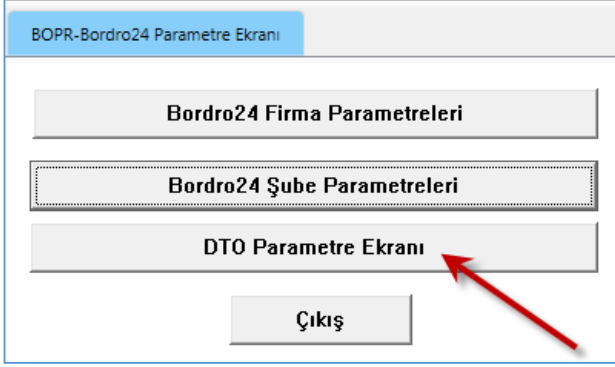 BOPR-Bordro24 Parametre Ekranı
Bordro24 Firma Parametreleri
Bordro24 Şube Parametreleri
DTO Parametre Ekranı
Çıkış